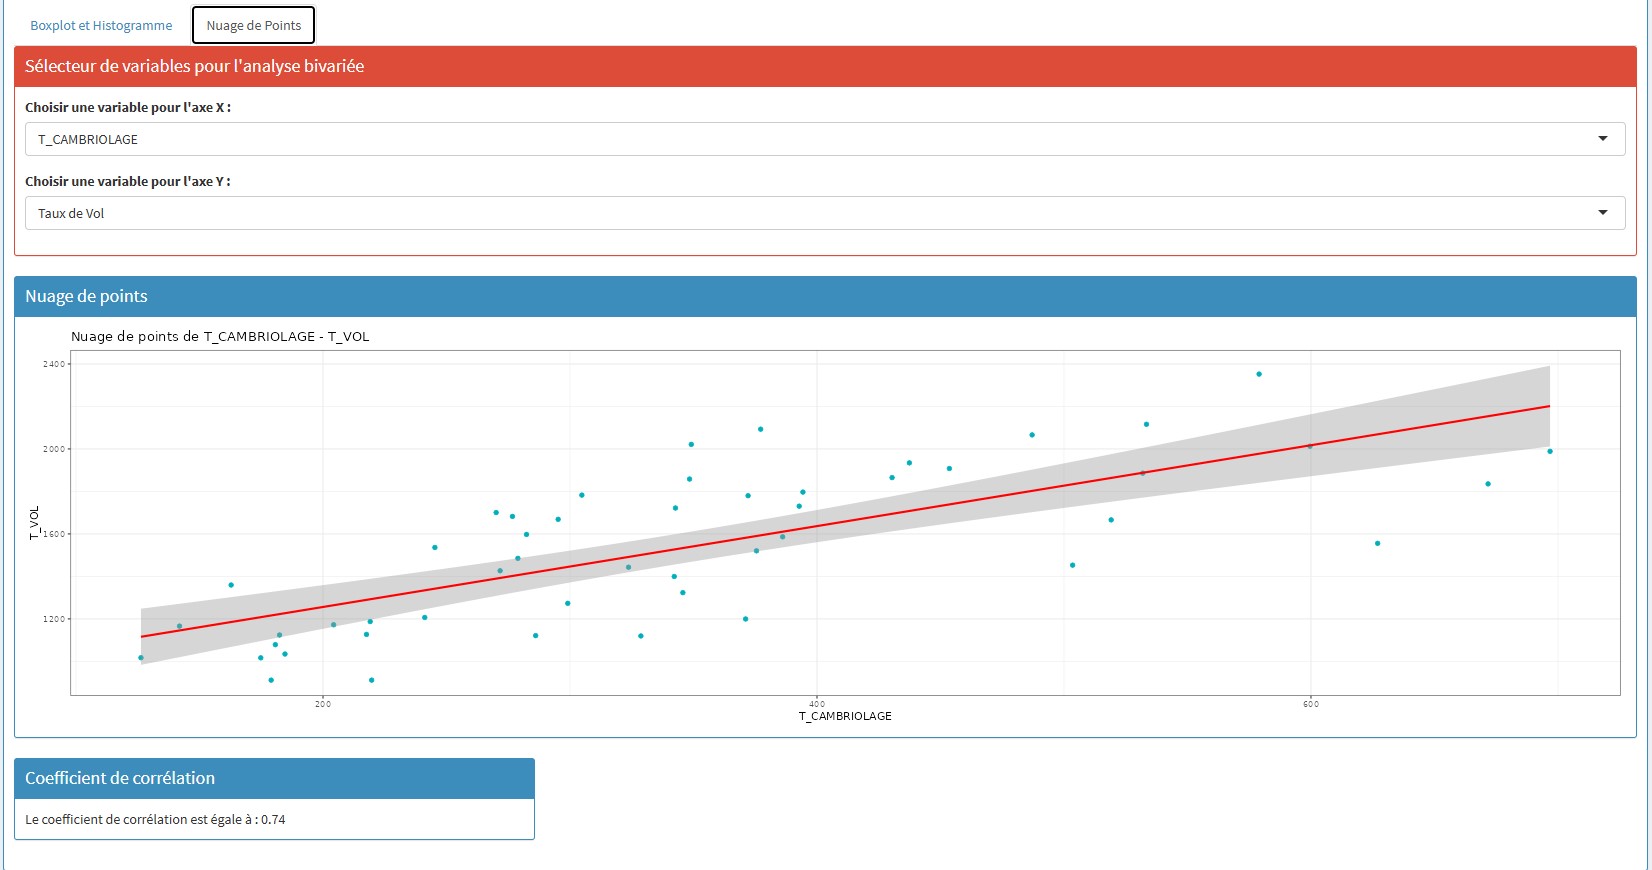 Boxplot et Histogramme
Nuage de Points
Sélecteur de variables pour l'analyse bivariée
Choisir une variable pour l'axe X :
T_CAMBRIOLAGE
Choisir une variable pour l'axe Y :
Taux de Vol
Nuage de points
Nuage de points de T_CAMBRIOLAGE - T_VOL
2400
2000
1600
1200
T_VOL
200
400
600
T_CAMBRIOLAGE
Coefficient de corrélation
Le coefficient de corrélation est égale à : 0.74